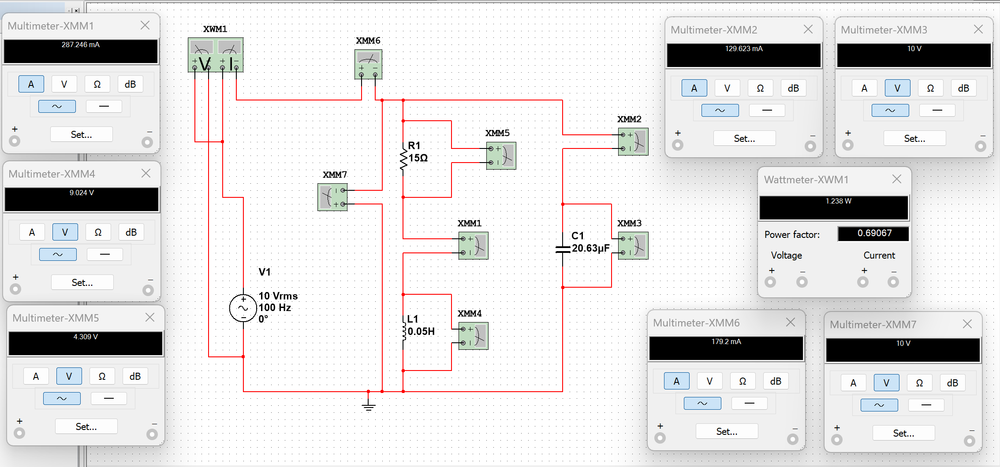 Multimeter-XMM1
287.246 mA
A V Ω dB
+ −
Set...
Multimeter-XMM4
9.024 V
A V Ω dB
+ −
Set...
Multimeter-XMM5
4.309 V
A V Ω dB
+ −
Set...
XWM1
V I
+ − + −
XMM6
+ −
XMM5
+
−
R1
15Ω
XMM7
−
+
XMM1
+
−
V1
10 Vrms
100 Hz
0°
+
−
L1
0.05H
XMM4
+
−
XMM2
+
−
C1
20.63µF
XMM3
+
−
Multimeter-XMM2
129.623 mA
A V Ω dB
+ −
Set...
Multimeter-XMM3
10 V
A V Ω dB
+ −
Set...
Wattmeter-XWM1
1.238 W
Power factor: 0.69067
Voltage Current
+ − + −
Multimeter-XMM6
179.2 mA
A V Ω dB
+ −
Set...
Multimeter-XMM7
10 V
A V Ω dB
+ −
Set...